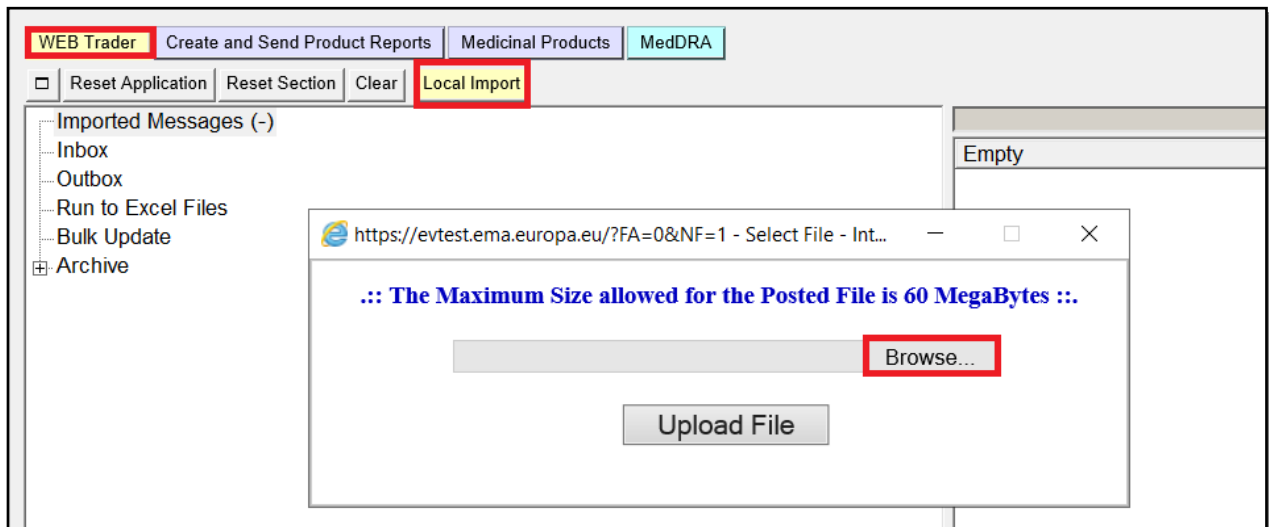 WEB Trader Create and Send Product Reports Medicinal Products MedDRA
Reset Application Reset Section Clear Local Import
Imported Messages (-)
Inbox
Outbox
Run to Excel Files
Bulk Update
Archive
Empty
https://evtest.ema.europa.eu/?FA=0&NF=1 - Select File - Int...
.:: The Maximum Size allowed for the Posted File is 60 MegaBytes ::.
Browse...
Upload File